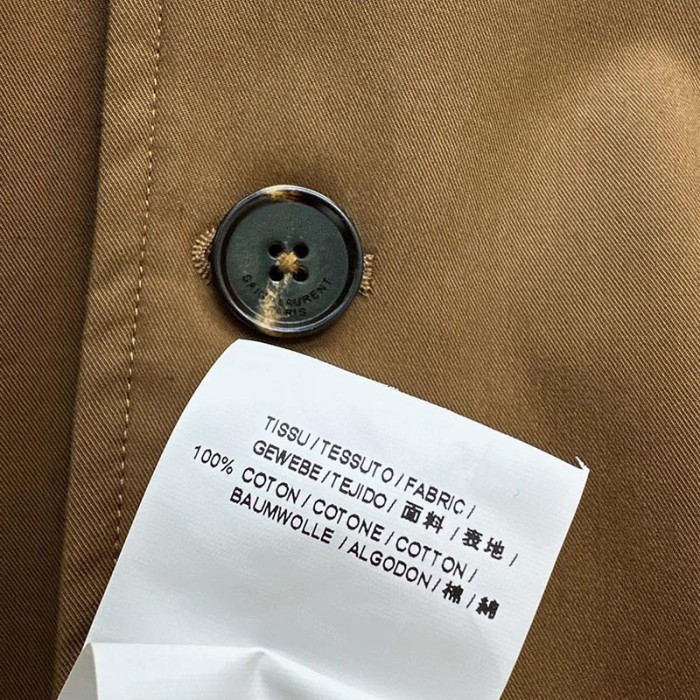 SAINT LAURENT
PARIS
TISSU / TESSUTO / FABRIC /
GEWEBE / TEJIDO / 面料 / 表地 /
100% COTON / COTONE / COTTON /
BAUMWOLLE / ALGODON / 棉 / 綿